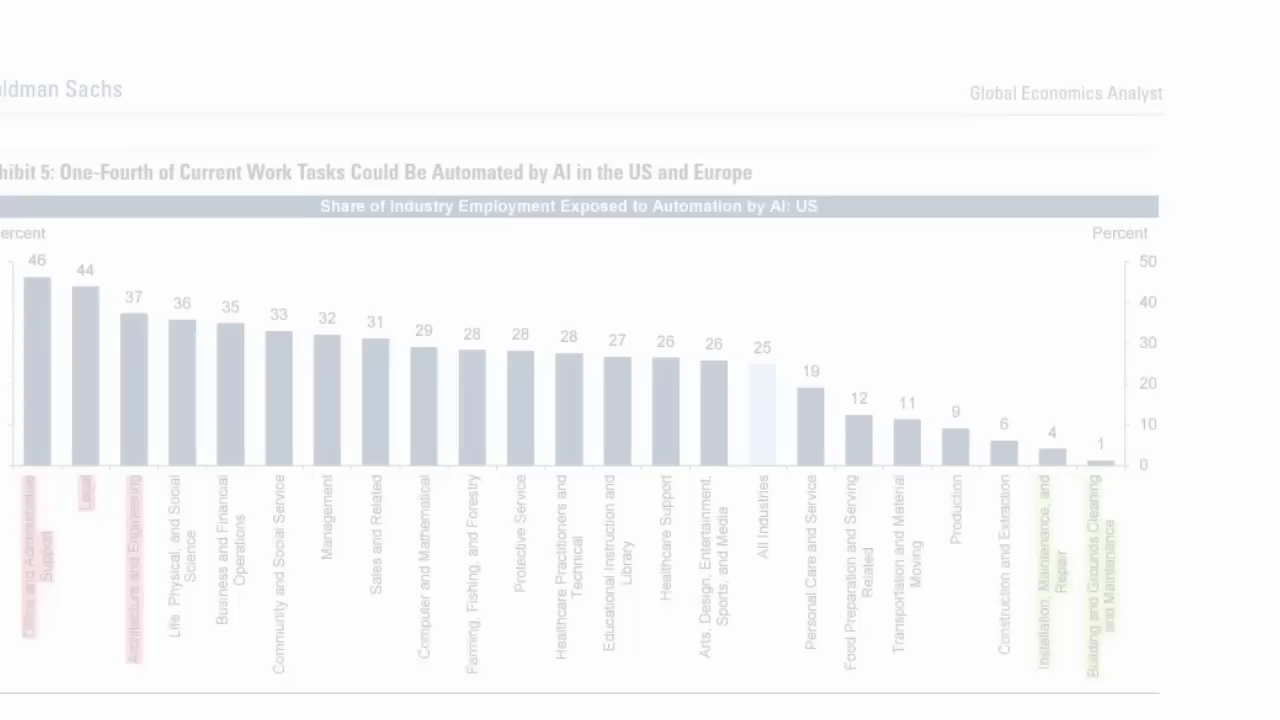 oldman Sachs
Global Economics Analyst
hibit 5: One-Fourth of Current Work Tasks Could Be Automated by AI in the US and Europe
Share of Industry Employment Exposed to Automation by AI: US
ercent
Percent
46
44
37
36
35
33
32
31
29
28
28
28
27
26
26
25
19
12
11
9
6
4
1
50
40
30
20
10
0
Office and Administrative
Support
Legal
Architecture and Engineering
Life, Physical, and Social
Science
Business and Financial
Operations
Community and Social Service
Management
Sales and Related
Computer and Mathematical
Farming, Fishing, and Forestry
Protective Service
Healthcare Practitioners and
Technical
Educational Instruction and
Library
Healthcare Support
Arts, Design, Entertainment,
Sports, and Media
All Industries
Personal Care and Service
Food Preparation and Serving
Related
Transportation and Material
Moving
Production
Construction and Extraction
Installation, Maintenance, and
Repair
Building and Grounds Cleaning
and Maintenance